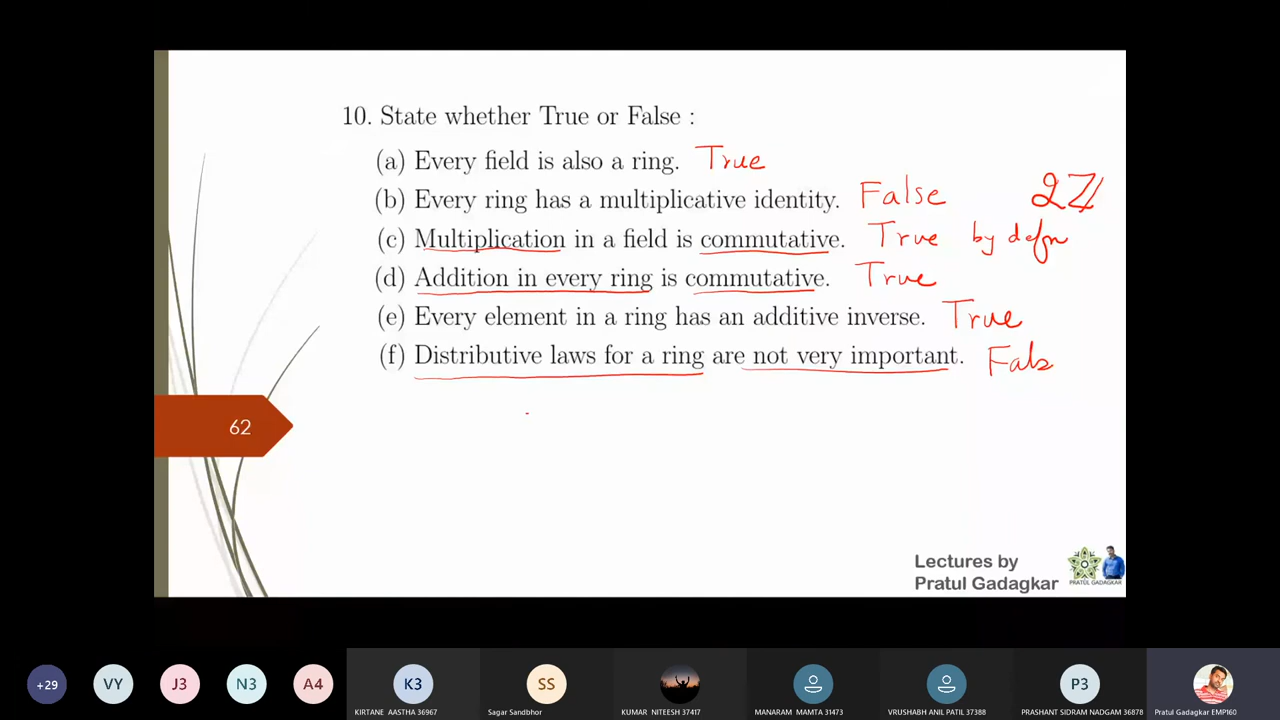 10. State whether True or False :
(a) Every field is also a ring. True
(b) Every ring has a multiplicative identity. False 2ℤ
(c) Multiplication in a field is commutative. True by defn
(d) Addition in every ring is commutative. True
(e) Every element in a ring has an additive inverse. True
(f) Distributive laws for a ring are not very important. False
62
Lectures by
Pratul Gadagkar
PRATUL GADAGKAR
+29 VY J3 N3 A4 K3 SS P3
KIRTANE AASTHA 36967 Sagar Sandbhor KUMAR NITEESH 37417 MANARAM MAMTA 31473 VRUSHABH ANIL PATIL 37388 PRASHANT SIDRAM NADGAM 36878 Pratul Gadagkar EMP160